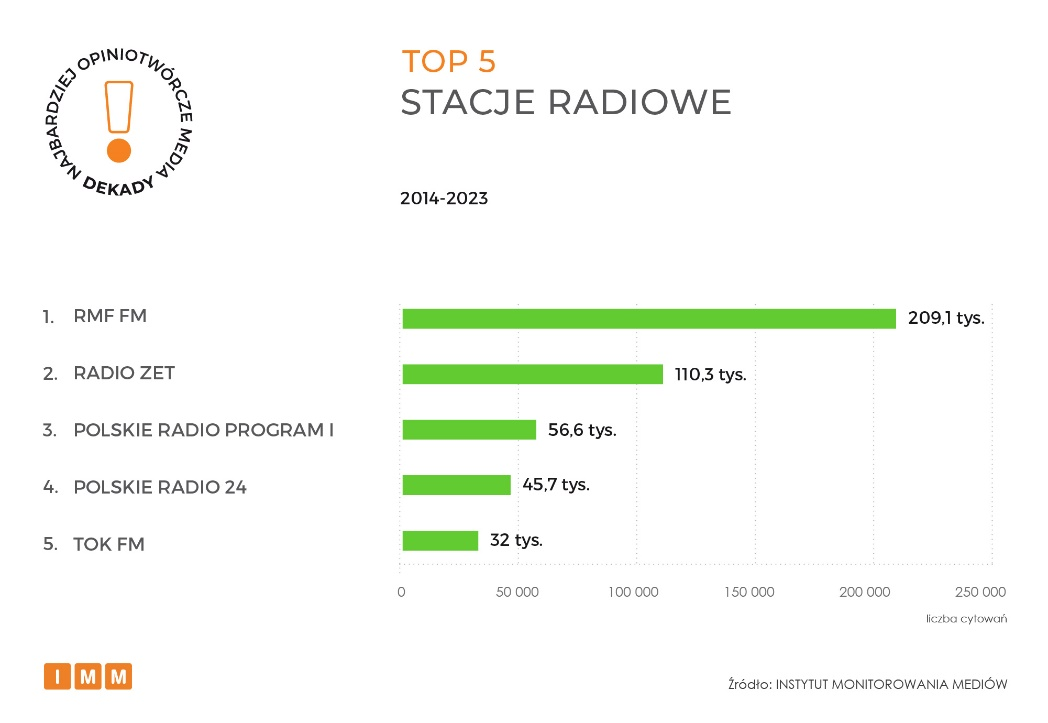 NAJBARDZIEJ OPINIOTWÓRCZE MEDIA DEKADY
TOP 5
STACJE RADIOWE
2014-2023
1. RMF FM 209,1 tys.
2. RADIO ZET 110,3 tys.
3. POLSKIE RADIO PROGRAM I 56,6 tys.
4. POLSKIE RADIO 24 45,7 tys.
5. TOK FM 32 tys.
0 50 000 100 000 150 000 200 000 250 000
liczba cytowań
IMM
Źródło: INSTYTUT MONITOROWANIA MEDIÓW